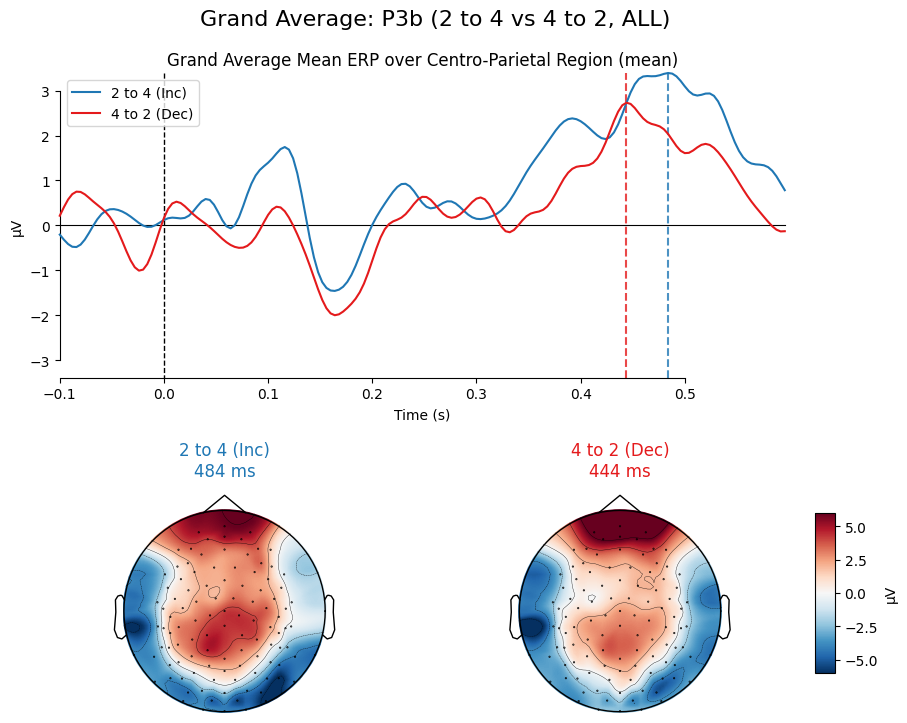 Grand Average: P3b (2 to 4 vs 4 to 2, ALL)
Grand Average Mean ERP over Centro-Parietal Region (mean)
2 to 4 (Inc)
4 to 2 (Dec)
µV
3
2
1
0
−1
−2
−3
−0.1 0.0 0.1 0.2 0.3 0.4 0.5
Time (s)
2 to 4 (Inc)
484 ms
4 to 2 (Dec)
444 ms
5.0
2.5
0.0
−2.5
−5.0
µV